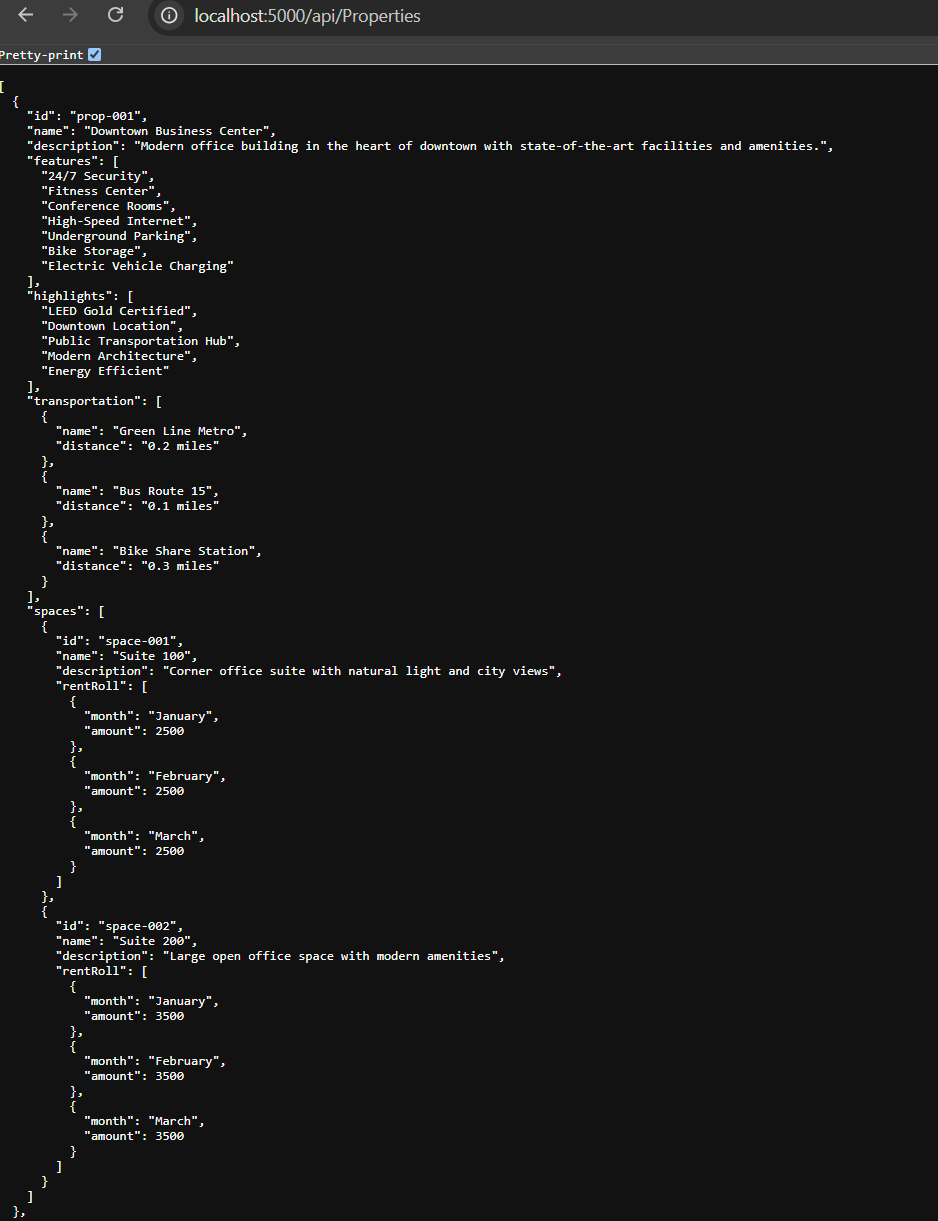 localhost:5000/api/Properties
Pretty-print
[
  {
    "id": "prop-001",
    "name": "Downtown Business Center",
    "description": "Modern office building in the heart of downtown with state-of-the-art facilities and amenities.",
    "features": [
      "24/7 Security",
      "Fitness Center",
      "Conference Rooms",
      "High-Speed Internet",
      "Underground Parking",
      "Bike Storage",
      "Electric Vehicle Charging"
    ],
    "highlights": [
      "LEED Gold Certified",
      "Downtown Location",
      "Public Transportation Hub",
      "Modern Architecture",
      "Energy Efficient"
    ],
    "transportation": [
      {
        "name": "Green Line Metro",
        "distance": "0.2 miles"
      },
      {
        "name": "Bus Route 15",
        "distance": "0.1 miles"
      },
      {
        "name": "Bike Share Station",
        "distance": "0.3 miles"
      }
    ],
    "spaces": [
      {
        "id": "space-001",
        "name": "Suite 100",
        "description": "Corner office suite with natural light and city views",
        "rentRoll": [
          {
            "month": "January",
            "amount": 2500
          },
          {
            "month": "February",
            "amount": 2500
          },
          {
            "month": "March",
            "amount": 2500
          }
        ]
      },
      {
        "id": "space-002",
        "name": "Suite 200",
        "description": "Large open office space with modern amenities",
        "rentRoll": [
          {
            "month": "January",
            "amount": 3500
          },
          {
            "month": "February",
            "amount": 3500
          },
          {
            "month": "March",
            "amount": 3500
          }
        ]
      }
    ]
  },